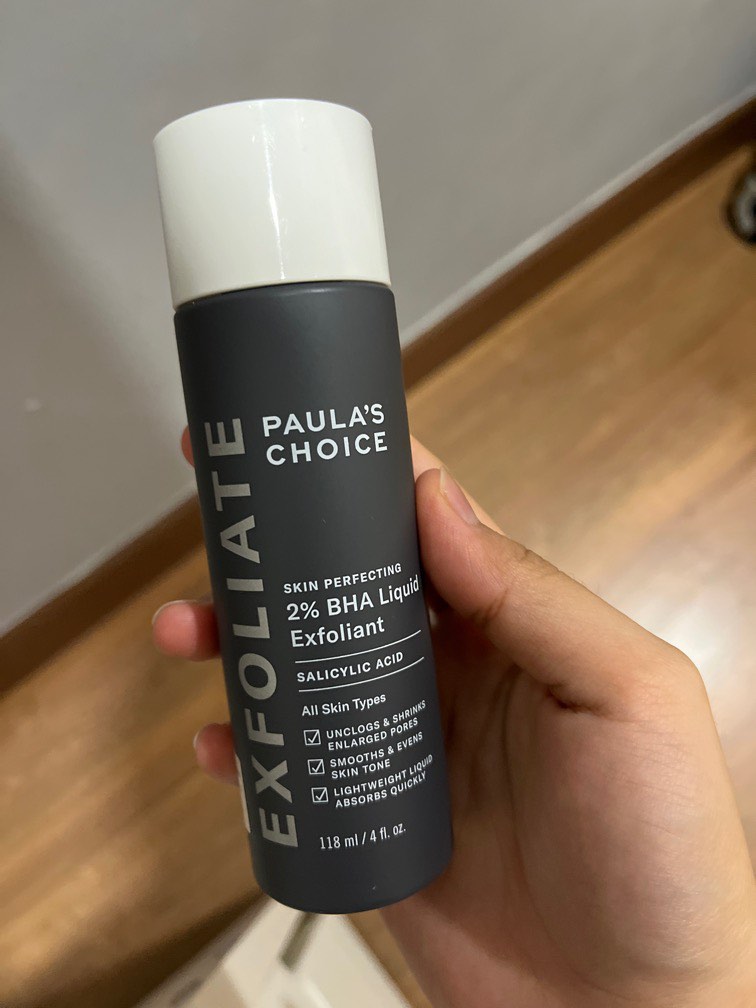 EXFOLIATE
PAULA'S
CHOICE
SKIN PERFECTING
2% BHA Liquid
Exfoliant
SALICYLIC ACID
All Skin Types
UNCLOGS & SHRINKS
ENLARGED PORES
SMOOTHS & EVENS
SKIN TONE
LIGHTWEIGHT LIQUID
ABSORBS QUICKLY
118 ml / 4 fl. oz.